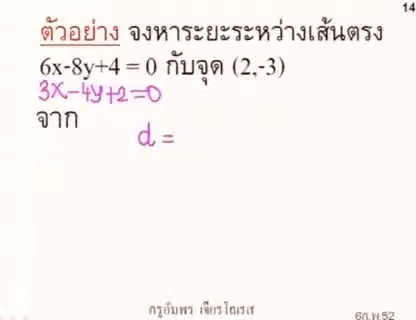 14
ตัวอย่าง จงหาระยะระหว่างเส้นตรง
6x-8y+4 = 0 กับจุด (2,-3)
3x-4y+2=0
จาก
d =
ครูอัมพร เจียรโณรส
6ก.พ.52